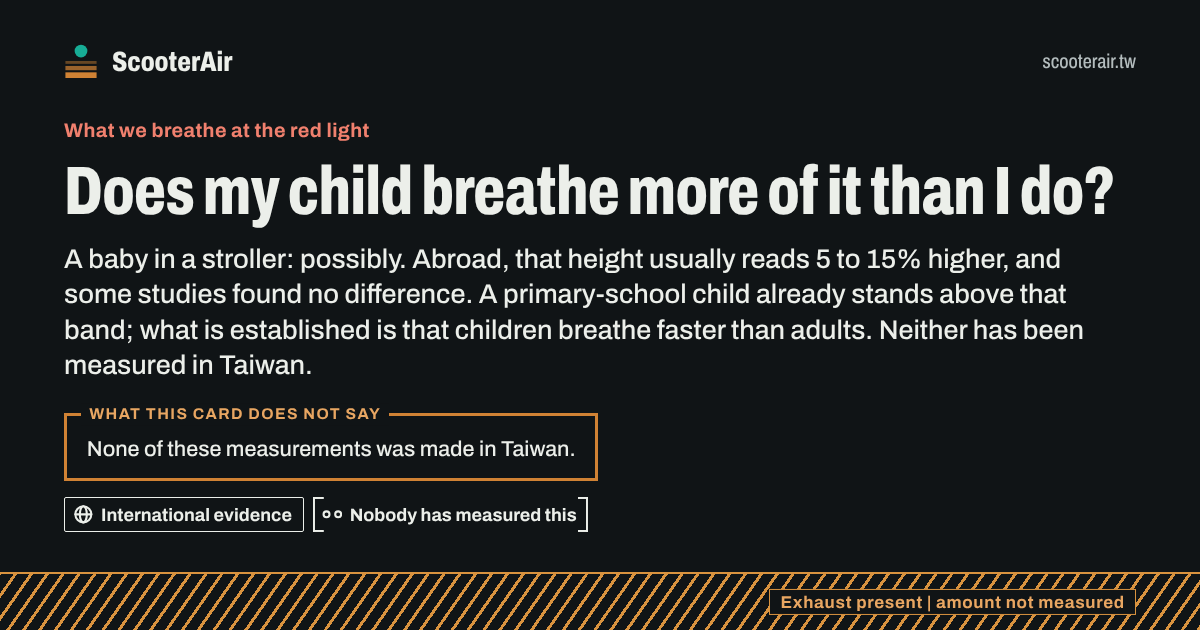 ScooterAir
scooterair.tw
What we breathe at the red light
Does my child breathe more of it than I do?
A baby in a stroller: possibly. Abroad, that height usually reads 5 to 15% higher, and
some studies found no difference. A primary-school child already stands above that
band; what is established is that children breathe faster than adults. Neither has been
measured in Taiwan.
WHAT THIS CARD DOES NOT SAY
None of these measurements was made in Taiwan.
International evidence
Nobody has measured this
Exhaust present | amount not measured